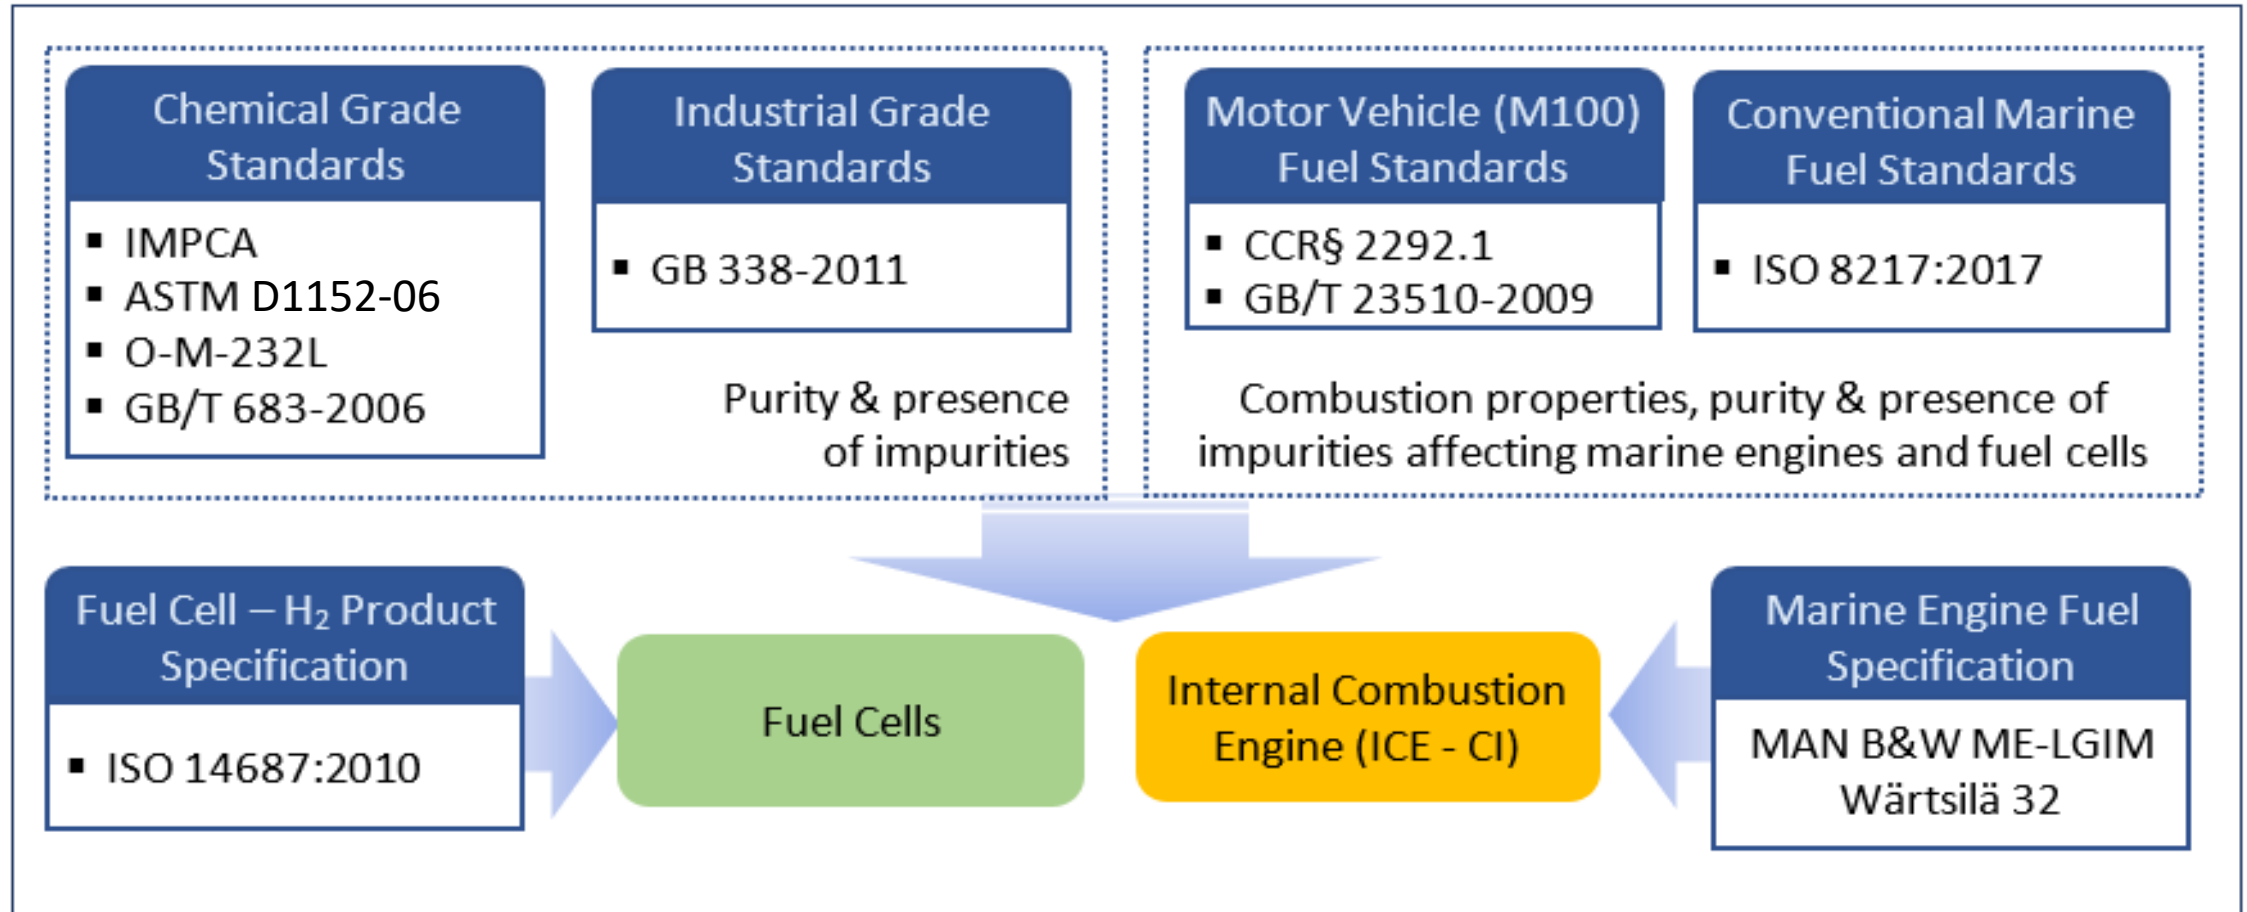 Chemical Grade
Standards
▪ IMPCA
▪ ASTM D1152-06
▪ O-M-232L
▪ GB/T 683-2006
Industrial Grade
Standards
▪ GB 338-2011
Purity & presence
of impurities
Motor Vehicle (M100)
Fuel Standards
▪ CCR§ 2292.1
▪ GB/T 23510-2009
Conventional Marine
Fuel Standards
▪ ISO 8217:2017
Combustion properties, purity & presence of
impurities affecting marine engines and fuel cells
Fuel Cell – H₂ Product
Specification
▪ ISO 14687:2010
Fuel Cells
Internal Combustion
Engine (ICE - CI)
Marine Engine Fuel
Specification
MAN B&W ME-LGIM
Wärtsilä 32